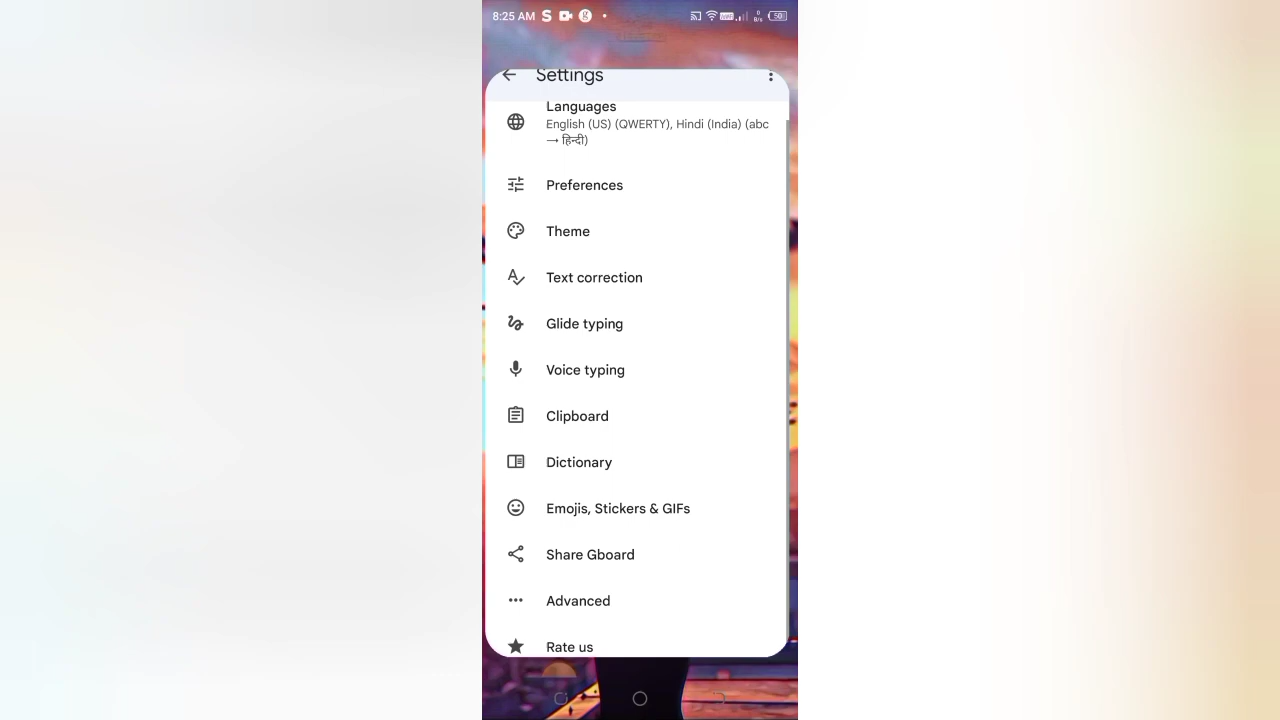 8:25 AM
Settings
Languages
English (US) (QWERTY), Hindi (India) (abc
→ हिन्दी)
Preferences
Theme
Text correction
Glide typing
Voice typing
Clipboard
Dictionary
Emojis, Stickers & GIFs
Share Gboard
Advanced
Rate us